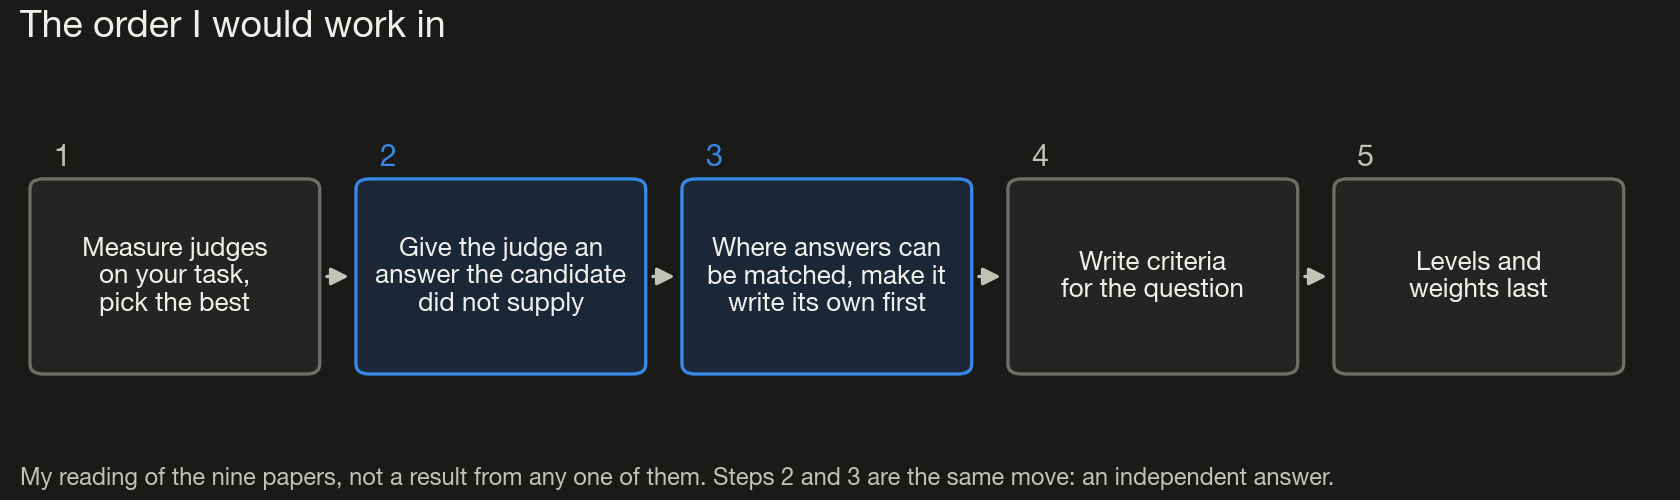 The order I would work in
1
Measure judges
on your task,
pick the best
2
Give the judge an
answer the candidate
did not supply
3
Where answers can
be matched, make it
write its own first
4
Write criteria
for the question
5
Levels and
weights last
My reading of the nine papers, not a result from any one of them. Steps 2 and 3 are the same move: an independent answer.